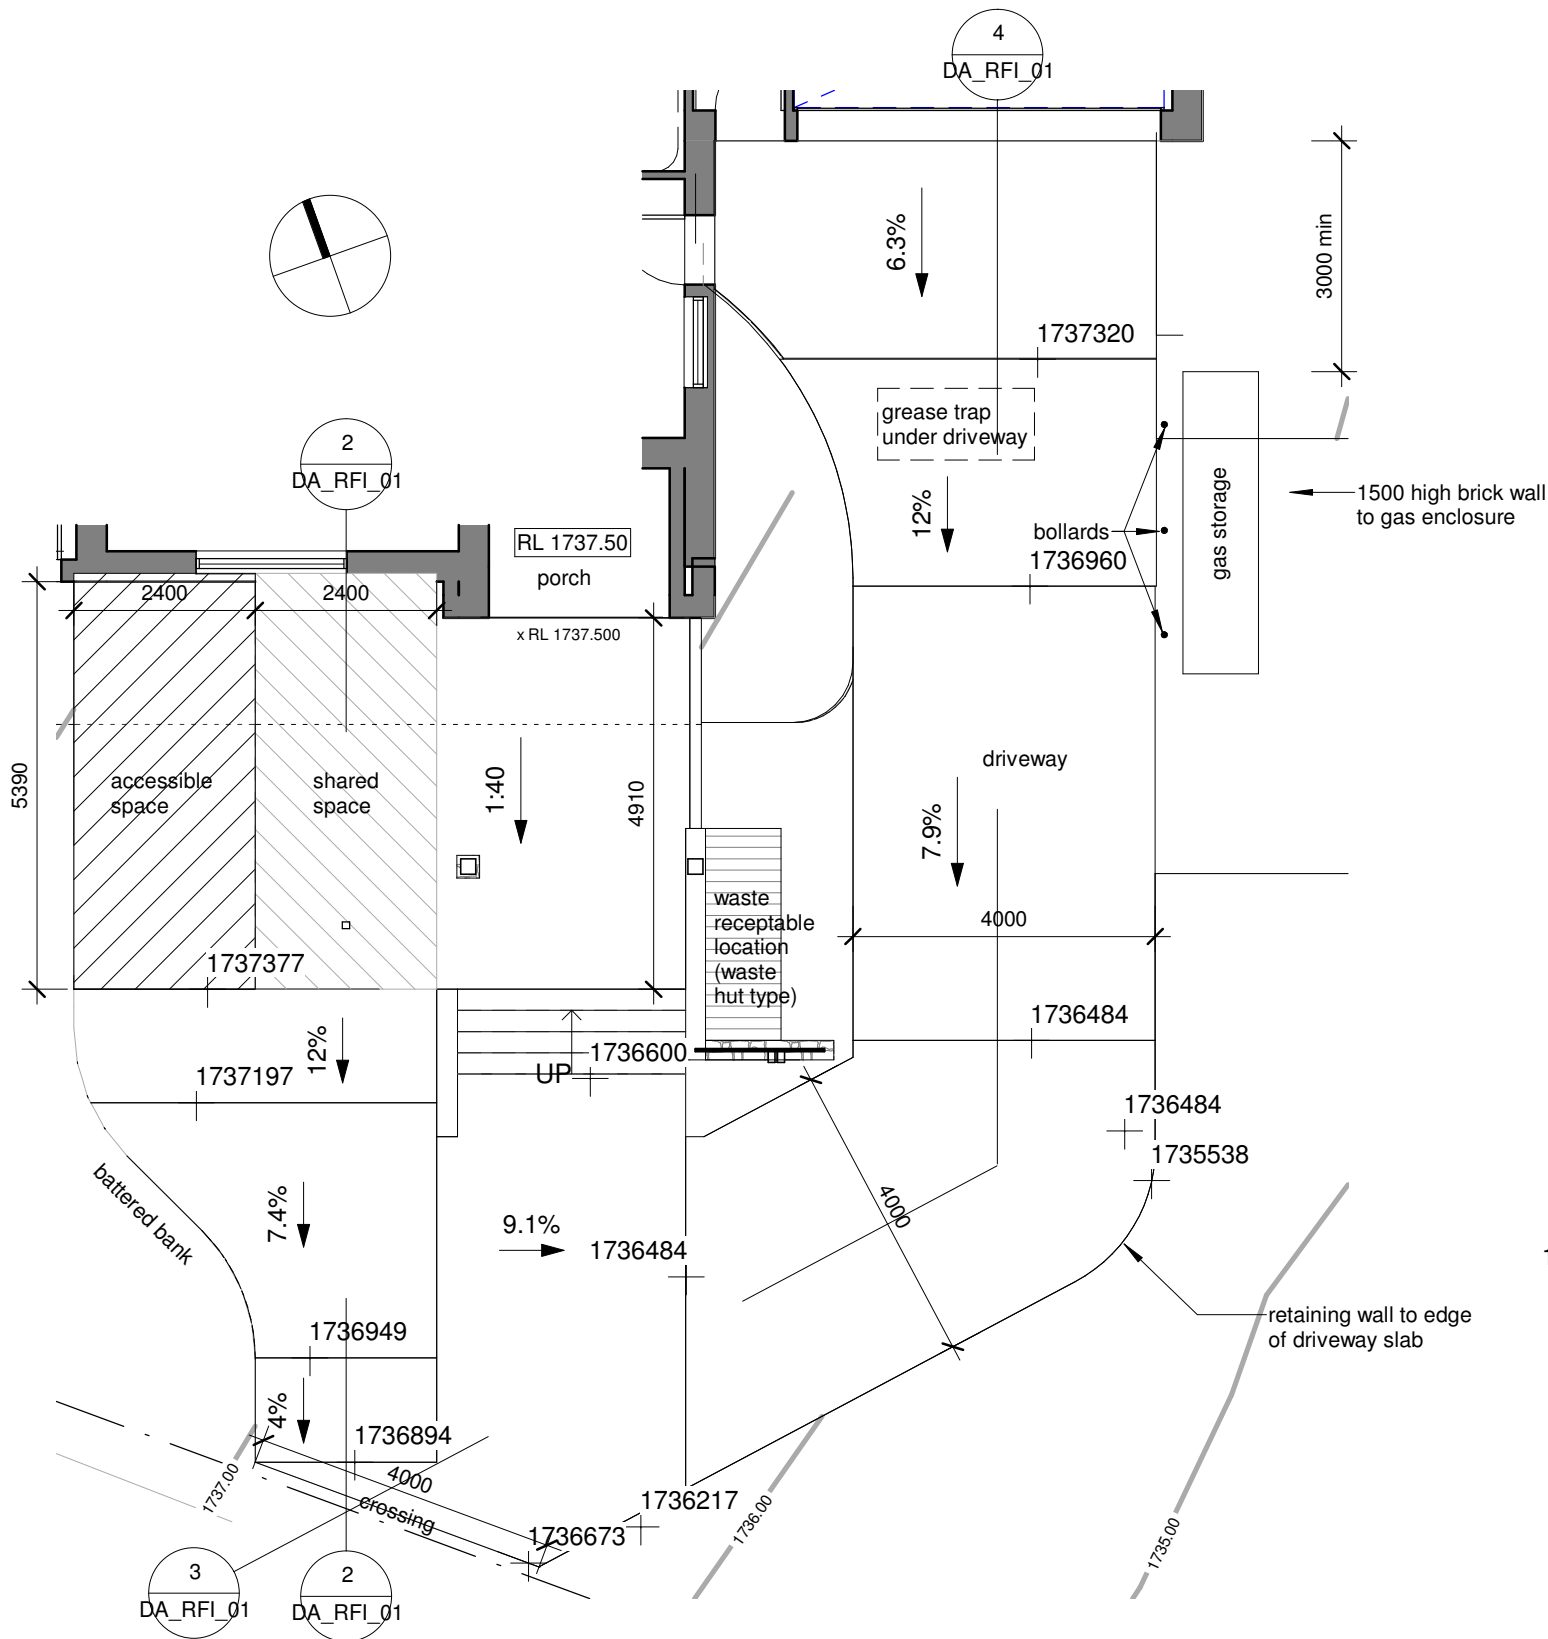 4
DA_RFI_01
6.3%
3000 min
1737320
2
DA_RFI_01
grease trap
under driveway
12%
gas storage
1500 high brick wall
to gas enclosure
bollards
1736960
RL 1737.50
porch
2400
2400
x RL 1737.500
5390
accessible
space
shared
space
1:40
4910
driveway
7.9%
waste
receptable
location
(waste
hut type)
4000
1737377
1736484
12%
UP
1736600
1737197
1736484
1735538
battered bank
7.4%
9.1%
1736484
4000
retaining wall to edge
of driveway slab
1736949
4%
1736894
4000
crossing
1737.00
1736217
1736673
1736.00
1735.00
3
DA_RFI_01
2
DA_RFI_01